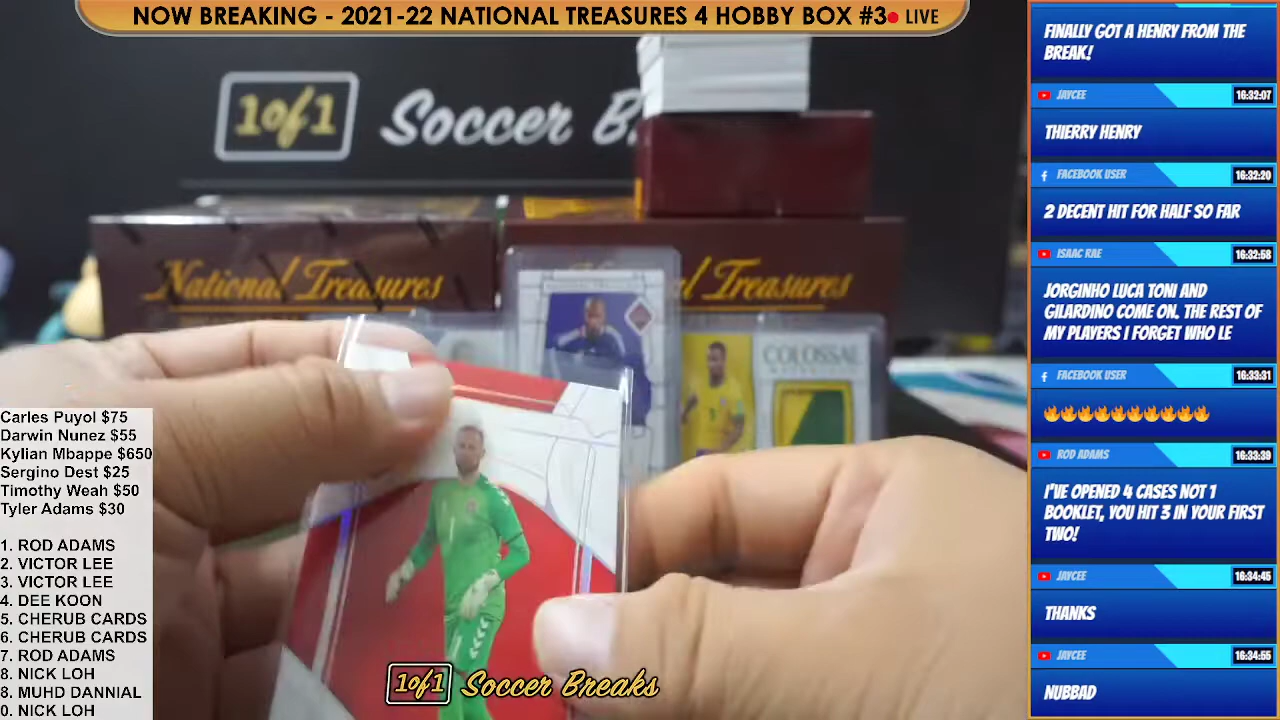 NOW BREAKING - 2021-22 NATIONAL TREASURES 4 HOBBY BOX #3 LIVE
1of1 Soccer B
National Treasures
l Treasures
COLOSSAL
Carles Puyol $75
Darwin Nunez $55
Kylian Mbappe $650
Sergino Dest $25
Timothy Weah $50
Tyler Adams $30
1. ROD ADAMS
2. VICTOR LEE
3. VICTOR LEE
4. DEE KOON
5. CHERUB CARDS
6. CHERUB CARDS
7. ROD ADAMS
8. NICK LOH
8. MUHD DANNIAL
0. NICK LOH
1of1 Soccer Breaks
FINALLY GOT A HENRY FROM THE
BREAK!
JAYCEE 16:32:07
THIERRY HENRY
FACEBOOK USER 16:32:20
2 DECENT HIT FOR HALF SO FAR
ISAAC RAE 16:32:58
JORGINHO LUCA TONI AND
GILARDINO COME ON. THE REST OF
MY PLAYERS I FORGET WHO LE
FACEBOOK USER 16:33:31
ROD ADAMS 16:33:39
I'VE OPENED 4 CASES NOT 1
BOOKLET, YOU HIT 3 IN YOUR FIRST
TWO!
JAYCEE 16:34:45
THANKS
JAYCEE 16:34:55
NUBBAD